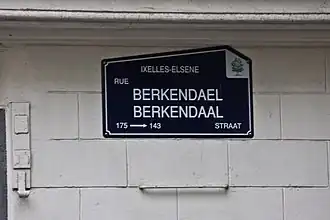 IXELLES-ELSENE
RUE
BERKENDAEL
BERKENDAAL
175 → 143 STRAAT